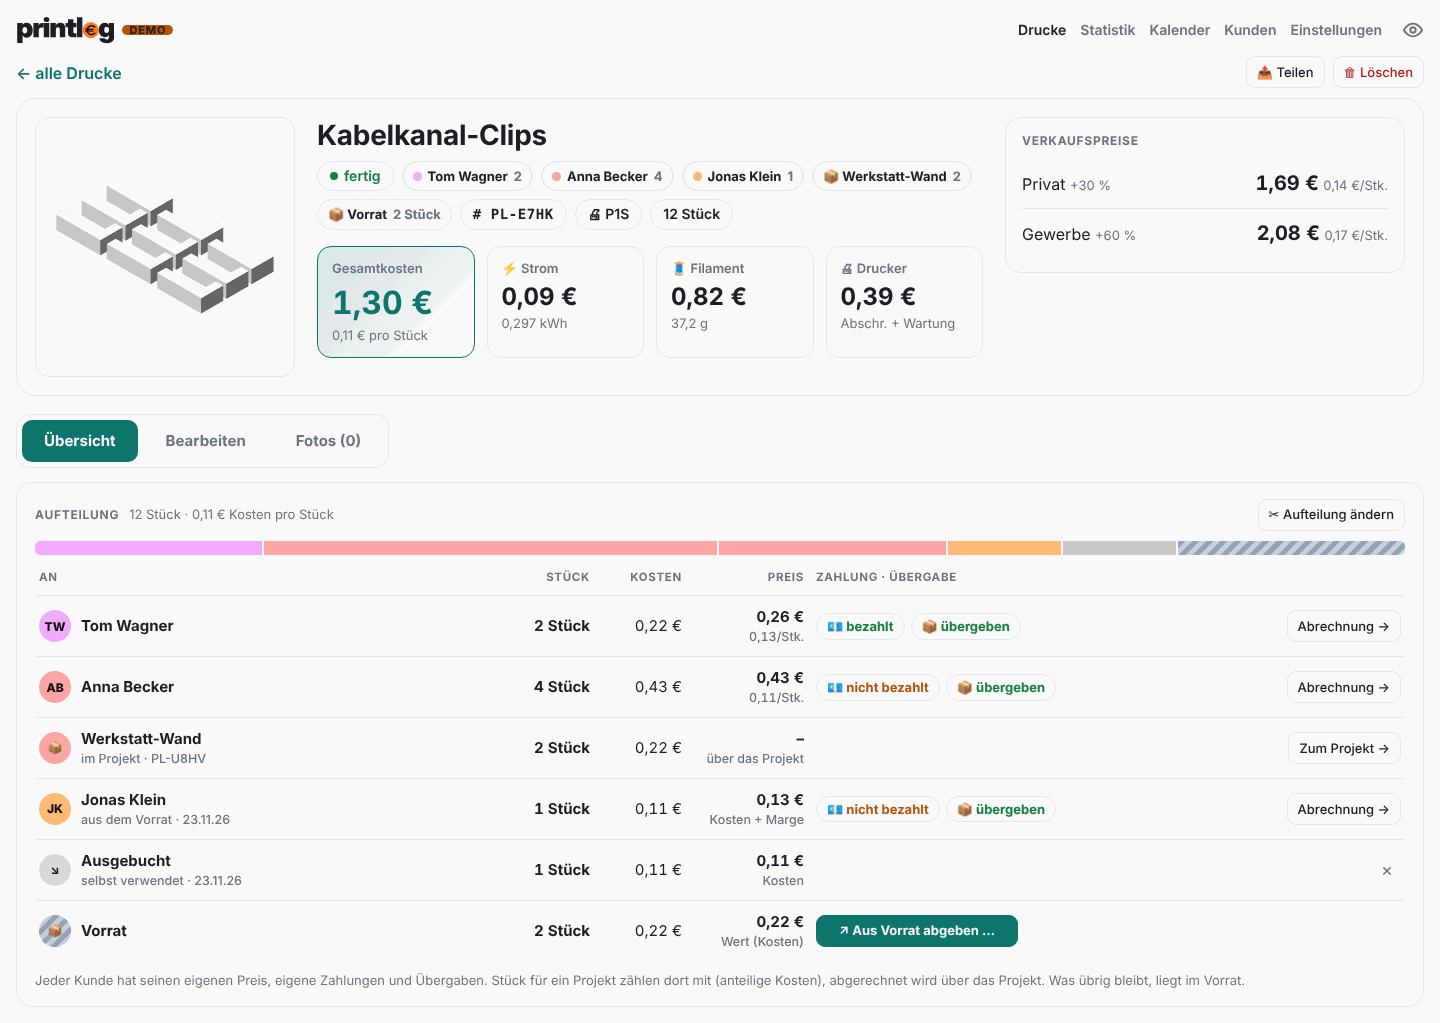 printl€g DEMO
Drucke Statistik Kalender Kunden Einstellungen
← alle Drucke
📤 Teilen 🗑 Löschen
Kabelkanal-Clips
fertig Tom Wagner 2 Anna Becker 4 Jonas Klein 1 📦 Werkstatt-Wand 2
📦 Vorrat 2 Stück # PL-E7HK 🖨 P1S 12 Stück
Gesamtkosten
1,30 €
0,11 € pro Stück
⚡ Strom
0,09 €
0,297 kWh
🧵 Filament
0,82 €
37,2 g
🖨 Drucker
0,39 €
Abschr. + Wartung
VERKAUFSPREISE
Privat +30 % 1,69 € 0,14 €/Stk.
Gewerbe +60 % 2,08 € 0,17 €/Stk.
Übersicht Bearbeiten Fotos (0)
AUFTEILUNG 12 Stück · 0,11 € Kosten pro Stück
✂ Aufteilung ändern
AN STÜCK KOSTEN PREIS ZAHLUNG · ÜBERGABE
TW Tom Wagner 2 Stück 0,22 € 0,26 € 💶 bezahlt 📦 übergeben Abrechnung →
0,13/Stk.
AB Anna Becker 4 Stück 0,43 € 0,43 € 💶 nicht bezahlt 📦 übergeben Abrechnung →
0,11/Stk.
📦 Werkstatt-Wand 2 Stück 0,22 € – Zum Projekt →
im Projekt · PL-U8HV über das Projekt
JK Jonas Klein 1 Stück 0,11 € 0,13 € 💶 nicht bezahlt 📦 übergeben Abrechnung →
aus dem Vorrat · 23.11.26 Kosten + Marge
↘ Ausgebucht 1 Stück 0,11 € 0,11 € ×
selbst verwendet · 23.11.26 Kosten
📦 Vorrat 2 Stück 0,22 € 0,22 € ↗ Aus Vorrat abgeben ...
Wert (Kosten)
Jeder Kunde hat seinen eigenen Preis, eigene Zahlungen und Übergaben. Stück für ein Projekt zählen dort mit (anteilige Kosten), abgerechnet wird über das Projekt. Was übrig bleibt, liegt im Vorrat.